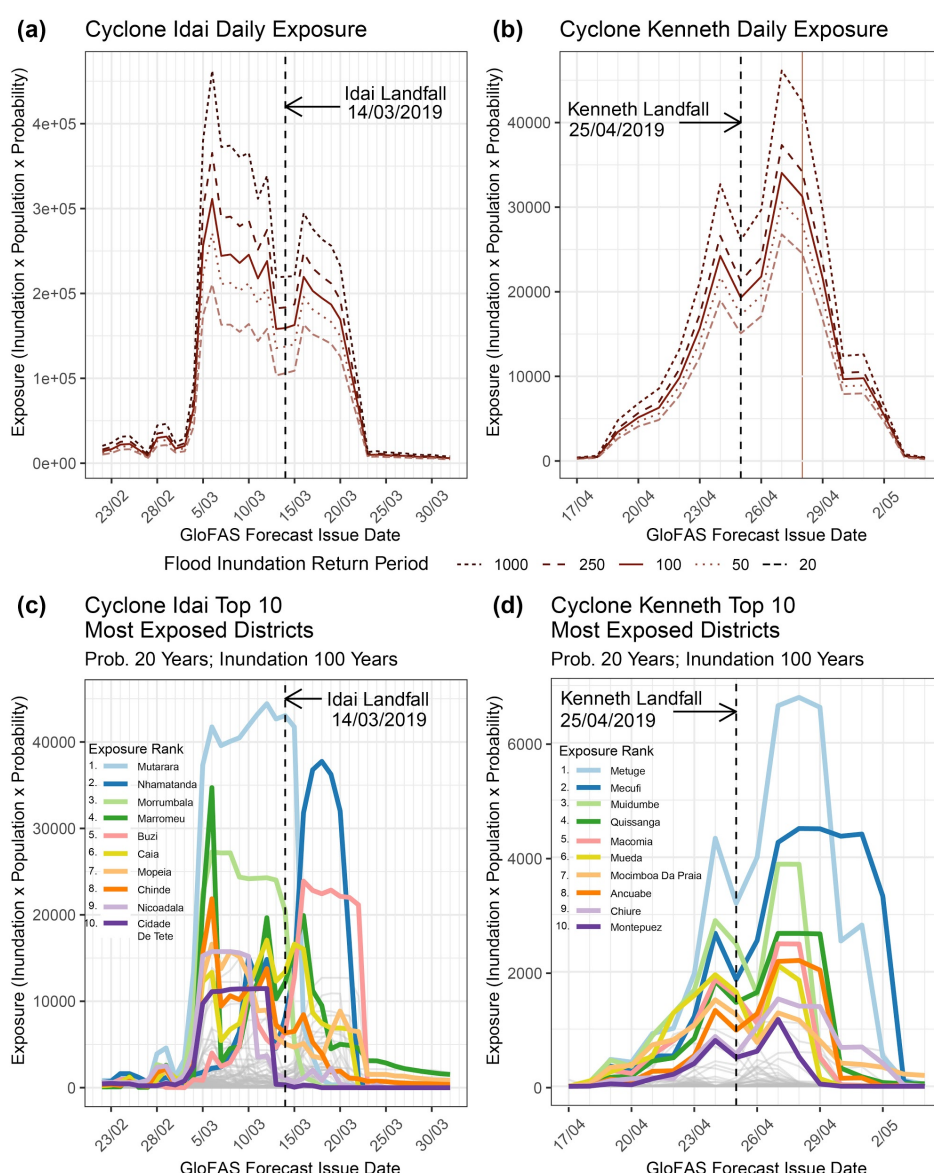 (a) Cyclone Idai Daily Exposure
Exposure (Inundation x Population x Probability)
4e+05
3e+05
2e+05
1e+05
0e+00
Idai Landfall
14/03/2019
23/02 28/02 5/03 10/03 15/03 20/03 25/03 30/03
GloFAS Forecast Issue Date
(b) Cyclone Kenneth Daily Exposure
Exposure (Inundation x Population x Probability)
40000
30000
20000
10000
0
Kenneth Landfall
25/04/2019
17/04 20/04 23/04 26/04 29/04 2/05
GloFAS Forecast Issue Date
Flood Inundation Return Period 1000 250 100 50 20
(c) Cyclone Idai Top 10
Most Exposed Districts
Prob. 20 Years; Inundation 100 Years
Exposure (Inundation x Population x Probability)
40000
30000
20000
10000
0
Idai Landfall
14/03/2019
Exposure Rank
1. Mutarara
2. Nhamatanda
3. Morrumbala
4. Marromeu
5. Buzi
6. Caia
7. Mopeia
8. Chinde
9. Nicoadala
10. Cidade
De Tete
23/02 28/02 5/03 10/03 15/03 20/03 25/03 30/03
GloFAS Forecast Issue Date
(d) Cyclone Kenneth Top 10
Most Exposed Districts
Prob. 20 Years; Inundation 100 Years
Exposure (Inundation x Population x Probability)
6000
4000
2000
0
Kenneth Landfall
25/04/2019
Exposure Rank
1. Metuge
2. Mecufi
3. Muidumbe
4. Quissanga
5. Macomia
6. Mueda
7. Mocimboa Da Praia
8. Ancuabe
9. Chiure
10. Montepuez
17/04 20/04 23/04 26/04 29/04 2/05
GloFAS Forecast Issue Date